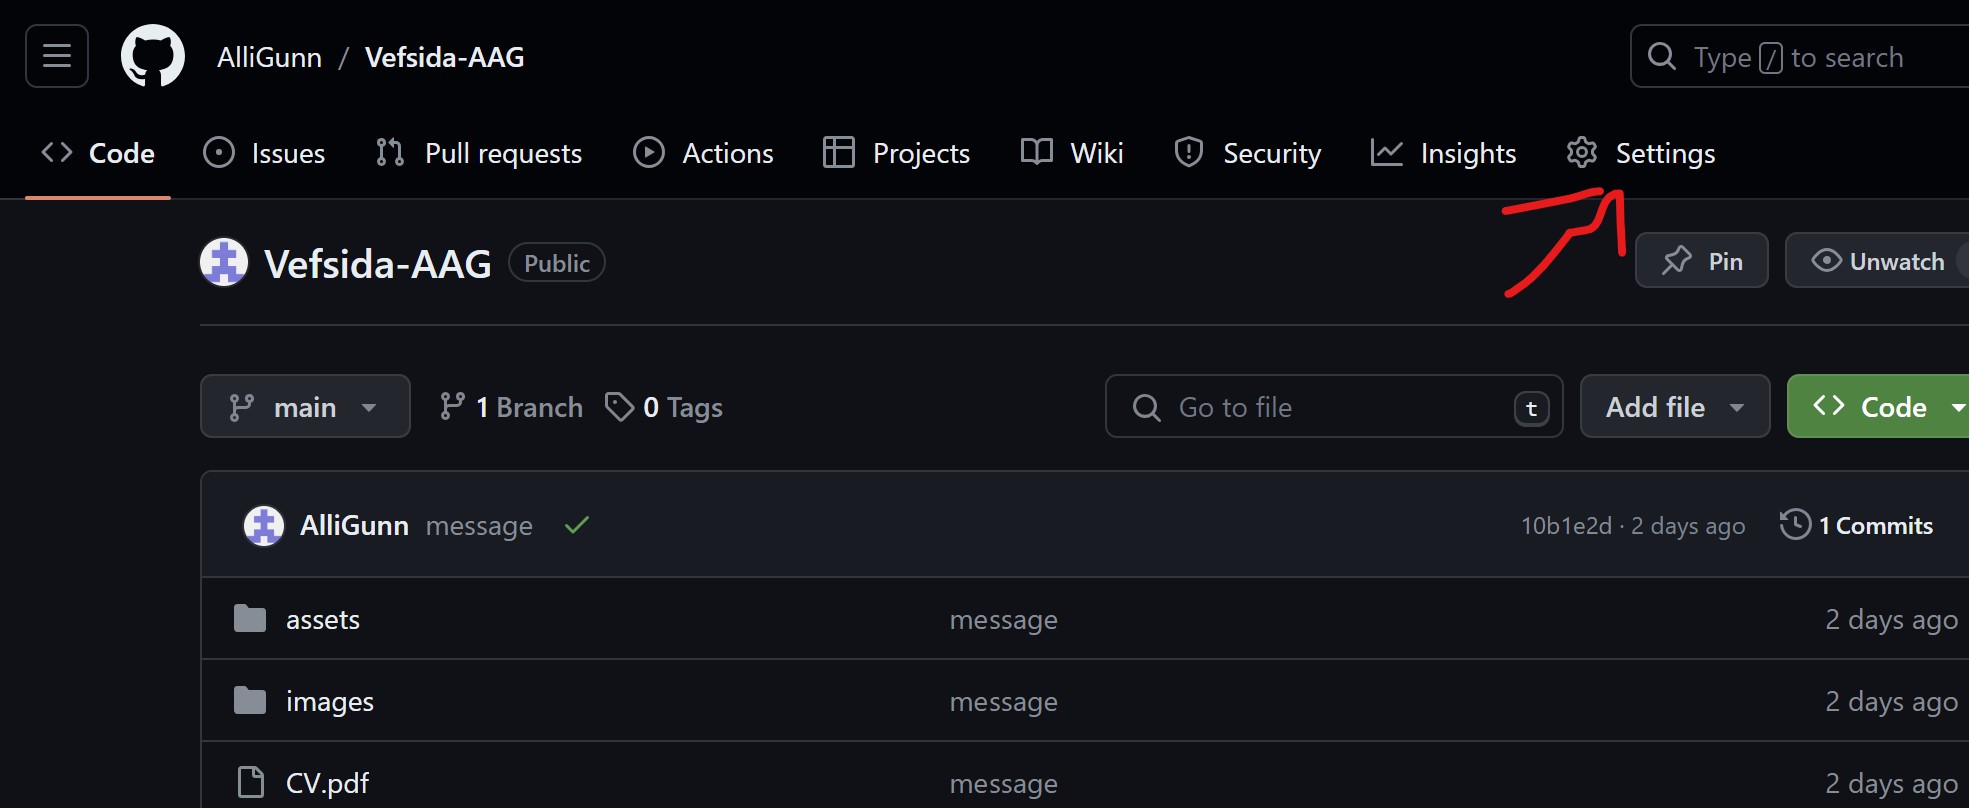 AlliGunn / Vefsida-AAG
Type / to search
Code Issues Pull requests Actions Projects Wiki Security Insights Settings
Vefsida-AAG Public
Pin Unwatch
main 1 Branch 0 Tags Go to file t Add file Code
AlliGunn message 10b1e2d · 2 days ago 1 Commits
assets message 2 days ago
images message 2 days ago
CV.pdf message 2 days ago